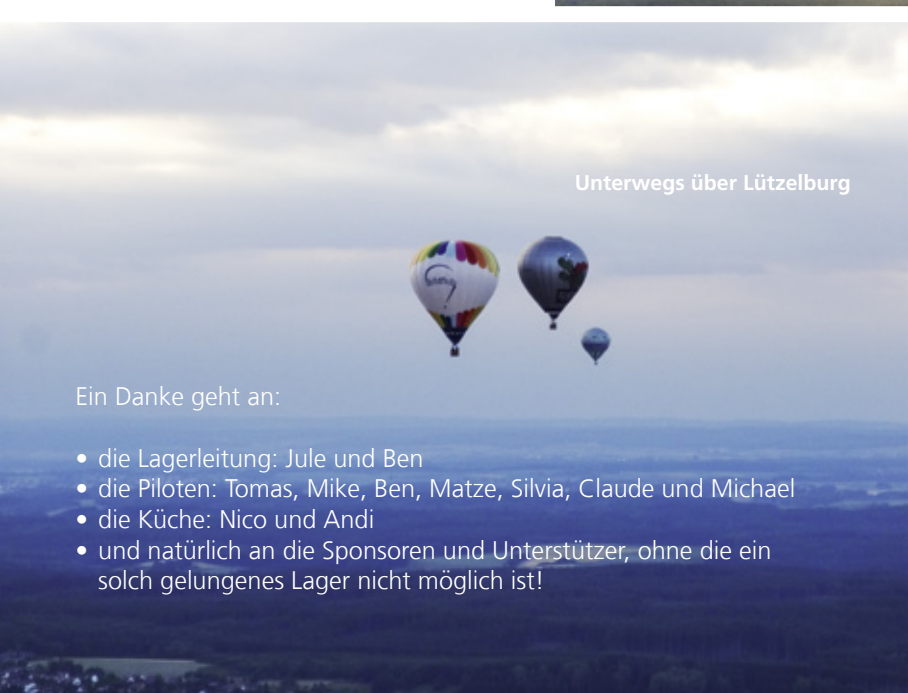 Unterwegs über Lützelburg
Ein Danke geht an:
• die Lagerleitung: Jule und Ben
• die Piloten: Tomas, Mike, Ben, Matze, Silvia, Claude und Michael
• die Küche: Nico und Andi
• und natürlich an die Sponsoren und Unterstützer, ohne die ein
solch gelungenes Lager nicht möglich ist!